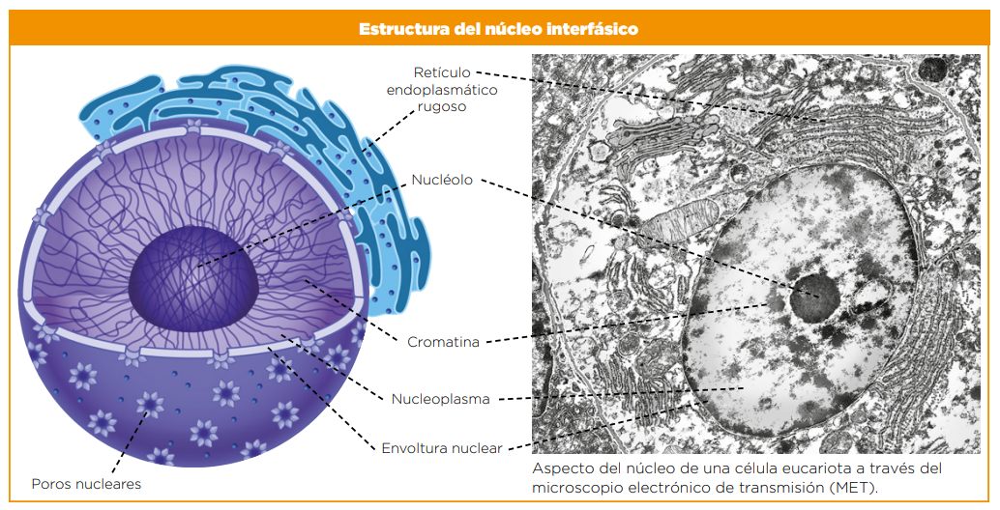 Estructura del núcleo interfásico
Retículo
endoplasmático
rugoso
Nucléolo
Cromatina
Nucleoplasma
Envoltura nuclear
Poros nucleares
Aspecto del núcleo de una célula eucariota a través del
microscopio electrónico de transmisión (MET).